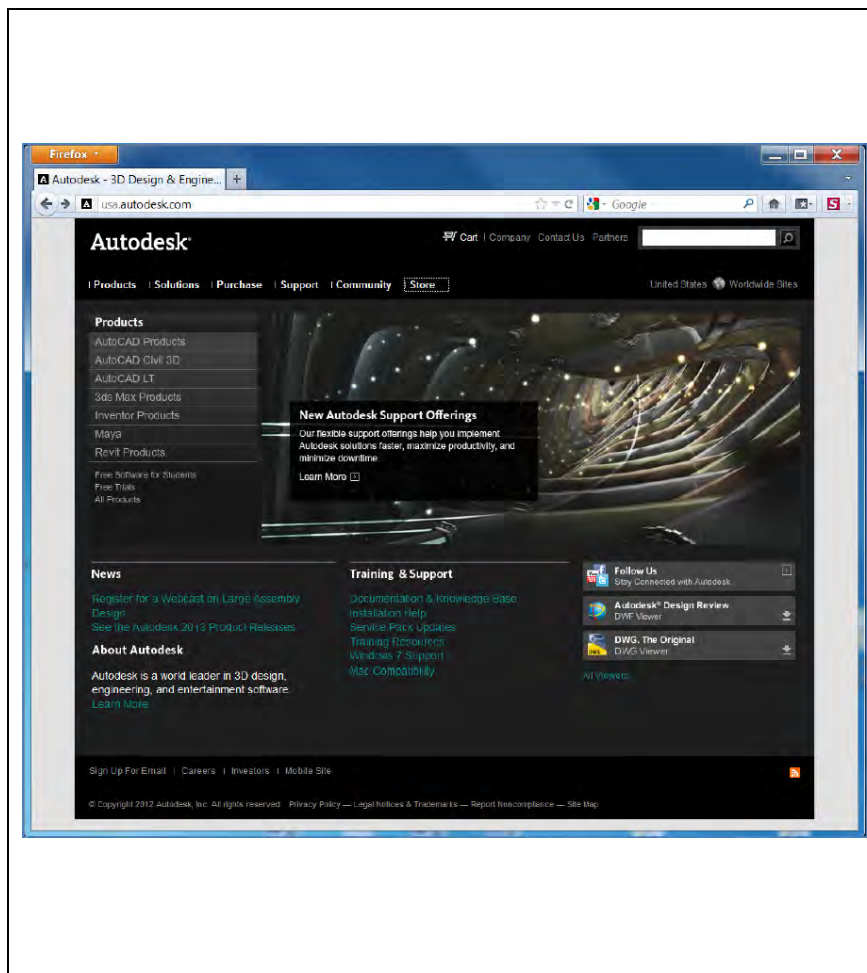 Firefox
Autodesk - 3D Design & Engine...
usa.autodesk.com
Google
Autodesk
Cart | Company Contact Us Partners
Products | Solutions | Purchase | Support | Community | Store
United States Worldwide Sites
Products
AutoCAD Products
AutoCAD Civil 3D
AutoCAD LT
3ds Max Products
Inventor Products
Maya
Revit Products
Free Software for Students
Free Trials
All Products
New Autodesk Support Offerings
Our flexible support offerings help you implement
Autodesk solutions faster, maximize productivity, and
minimize downtime.
Learn More
News
Register for a Webcast on Large Assembly
Design
See the Autodesk 2013 Product Releases
About Autodesk
Autodesk is a world leader in 3D design,
engineering, and entertainment software.
Learn More
Training & Support
Documentation & Knowledge Base
Installation Help
Service Pack Updates
Training Resources
Windows 7 Support
Mac Compatibility
Follow Us
Stay Connected with Autodesk
Autodesk® Design Review
DWF Viewer
DWG. The Original
DWG Viewer
All Viewers
Sign Up For Email | Careers | Investors | Mobile Site
© Copyright 2012 Autodesk, Inc. All rights reserved. Privacy Policy — Legal Notices & Trademarks — Report Noncompliance — Site Map